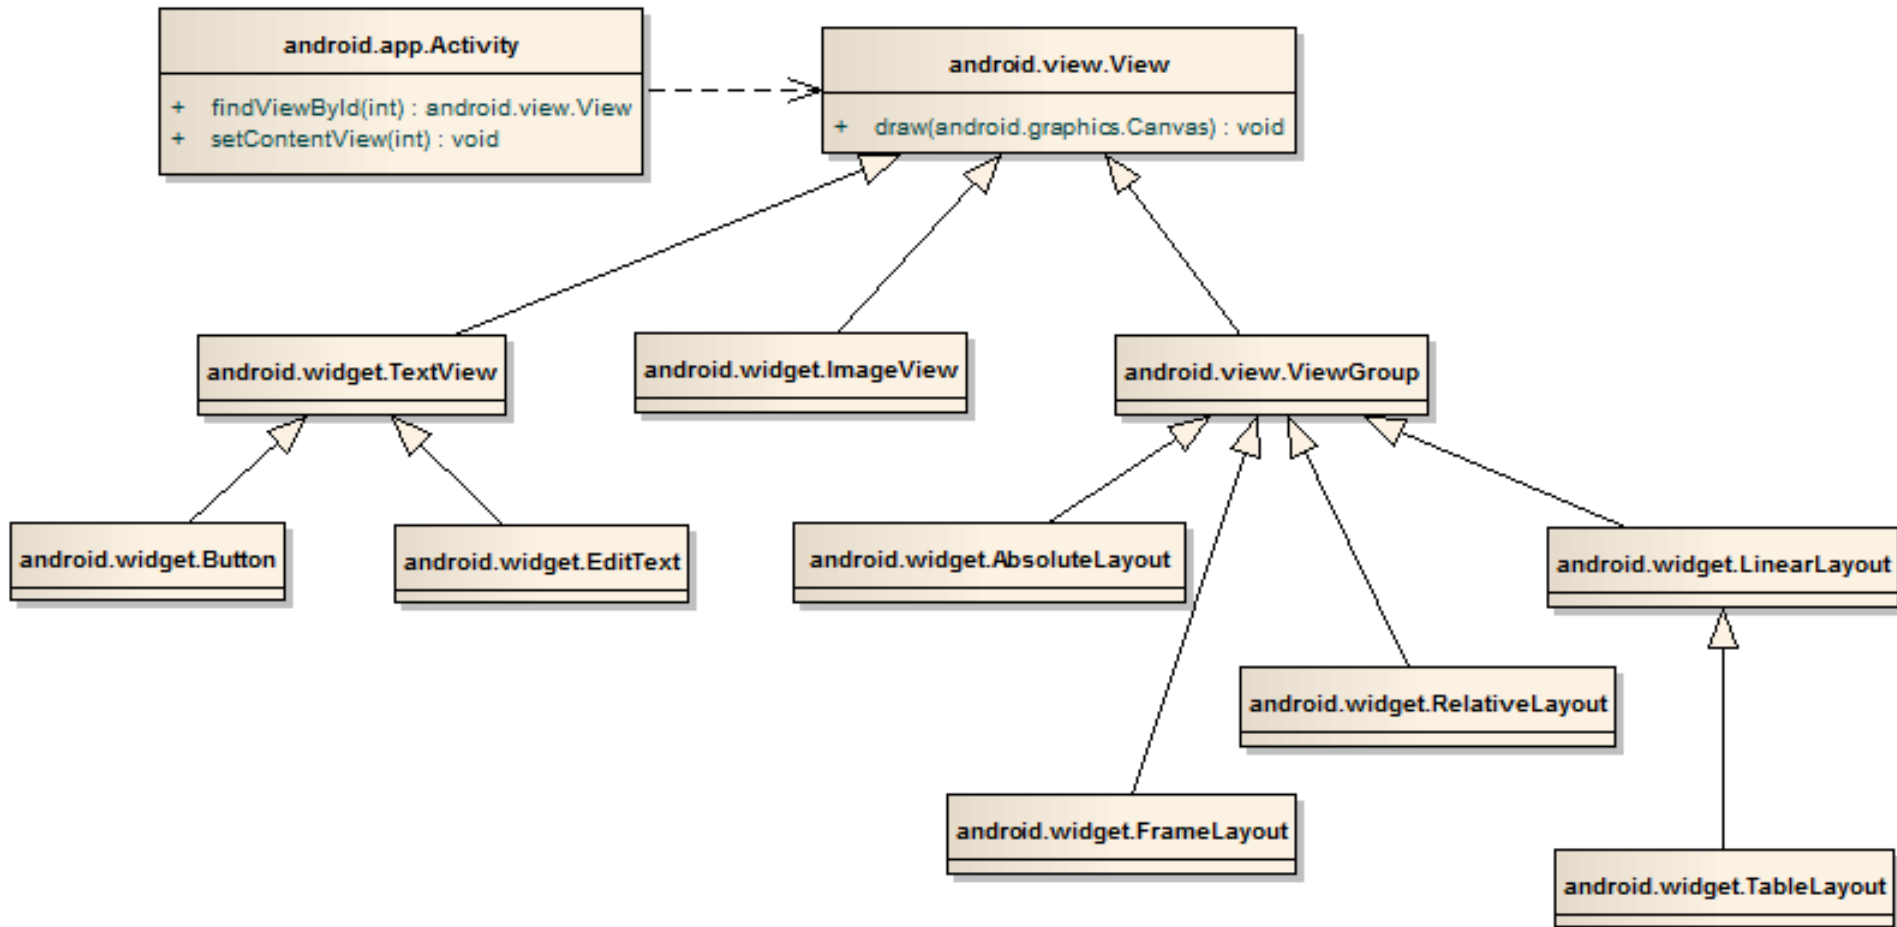 android.app.Activity
+ findViewById(int) : android.view.View
+ setContentView(int) : void
android.view.View
+ draw(android.graphics.Canvas) : void
android.widget.TextView
android.widget.ImageView
android.view.ViewGroup
android.widget.Button
android.widget.EditText
android.widget.AbsoluteLayout
android.widget.LinearLayout
android.widget.RelativeLayout
android.widget.FrameLayout
android.widget.TableLayout